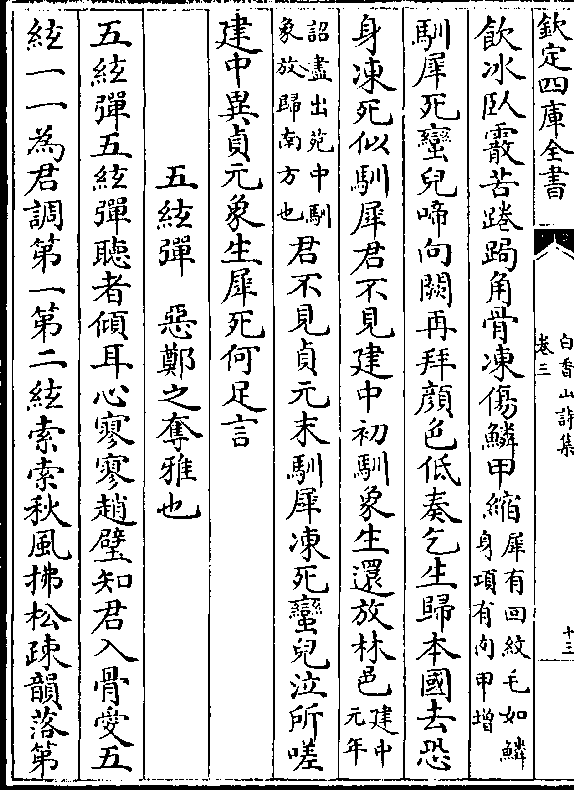 欽定四庫全書
白香山詩集
卷三
十三
飲冰臥霰苦踡跼角骨凍傷鱗甲縮犀有回紋毛如鱗
身項有肉甲增
馴犀死蠻兒啼向闕再拜顔色低奏乞生歸本國去恐
身凍死似馴犀君不見建中初馴象生還放林邑建中
元年
詔盡出苑中馴
象放歸南方也君不見貞元末馴犀凍死蠻兒泣所嗟
建中異貞元象生犀死何足言
五絃彈　惡鄭之奪雅也
五絃彈五絃彈聽者傾耳心寥寥趙璧知君入骨愛五
絃一一為君調第一第二絃索索秋風拂松疎韻落第